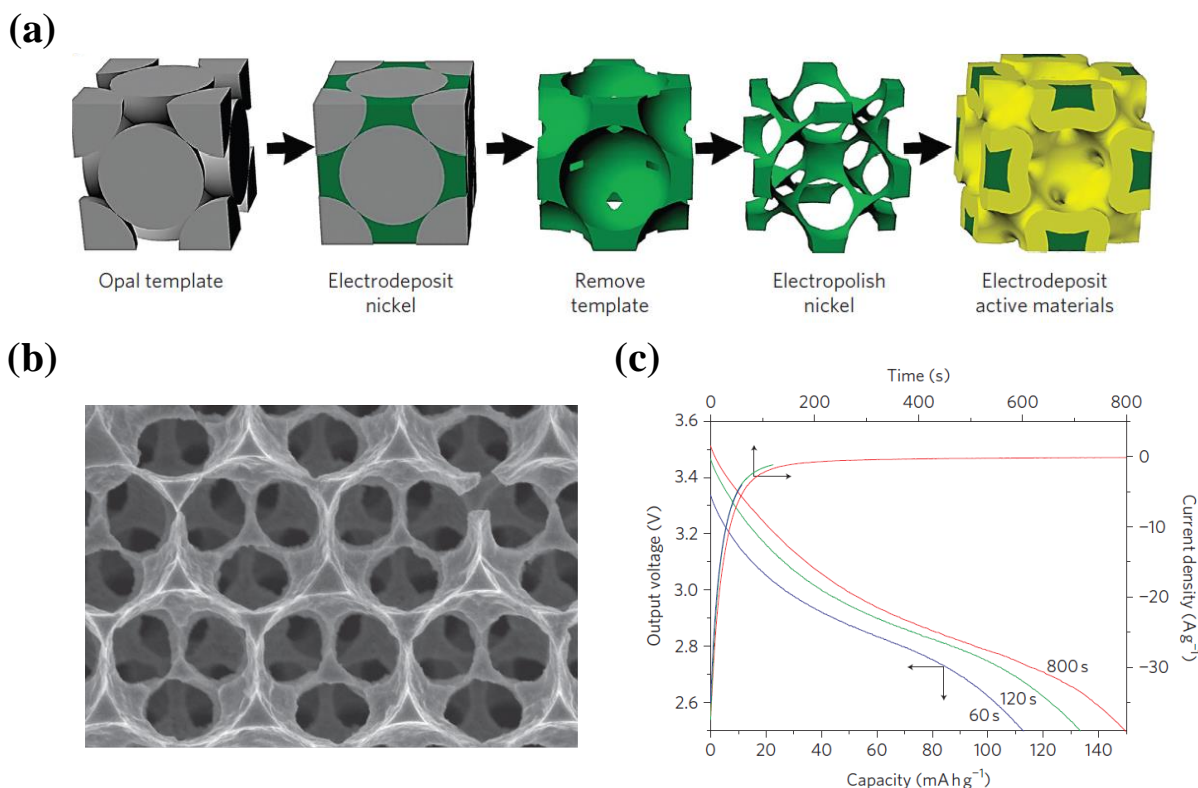 (a)
Opal template
Electrodeposit
nickel
Remove
template
Electropolish
nickel
Electrodeposit
active materials
(b)
(c)
Time (s)
0 200 400 600 800
3.6
3.4
3.2
3.0
2.8
2.6
Output voltage (V)
0
−10
−20
−30
Current density (A g⁻¹)
800 s
120 s
60 s
0 20 40 60 80 100 120 140
Capacity (mA h g⁻¹)